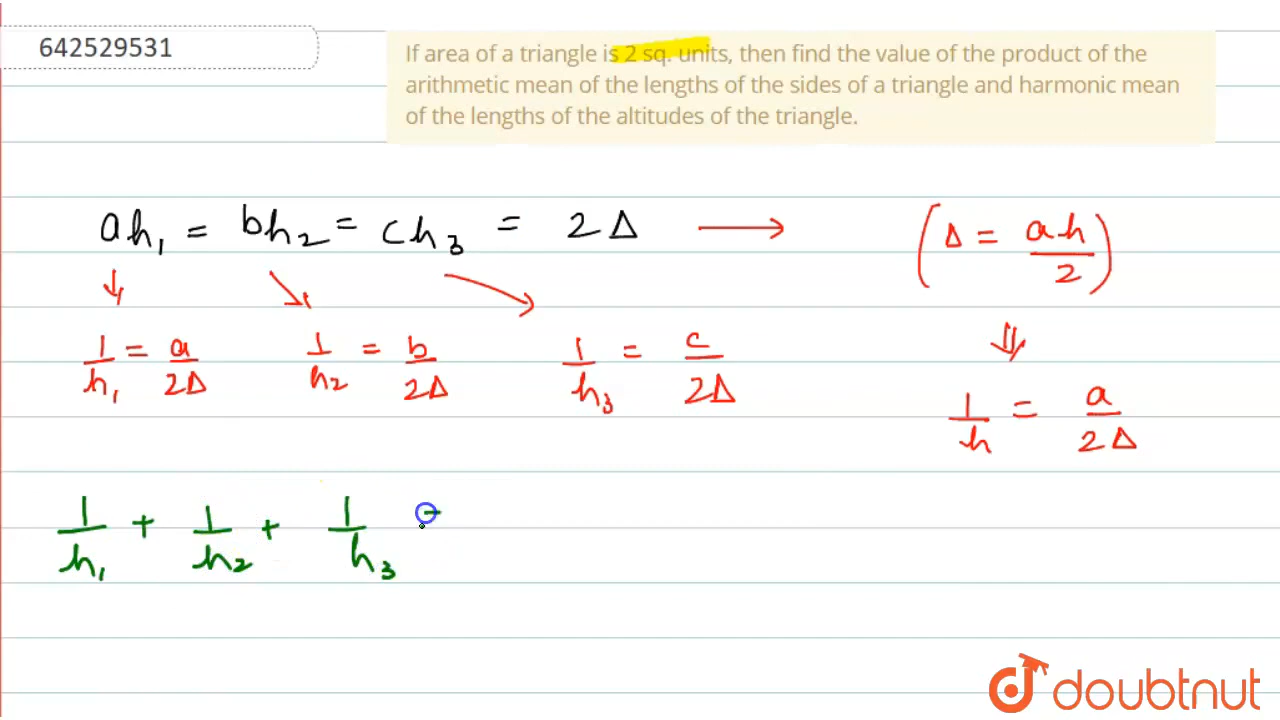 642529531
If area of a triangle is 2 sq. units, then find the value of the product of the
arithmetic mean of the lengths of the sides of a triangle and harmonic mean
of the lengths of the altitudes of the triangle.
ah₁ = bh₂ = ch₃ = 2Δ → (Δ = ah/2)
↓ ↘ ↘ ⇓
1/h₁ = a/2Δ 1/h₂ = b/2Δ 1/h₃ = c/2Δ
1/h = a/2Δ
1/h₁ + 1/h₂ + 1/h₃ =
doubtnut